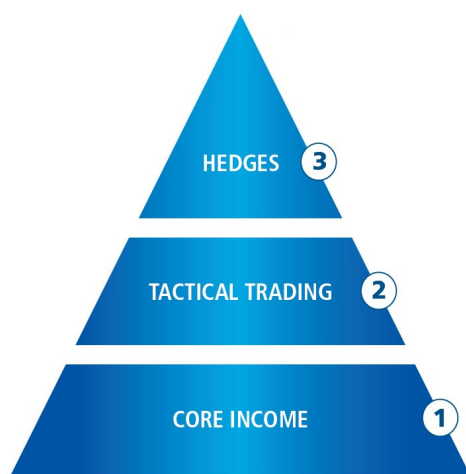 HEDGES 3
TACTICAL TRADING 2
CORE INCOME 1